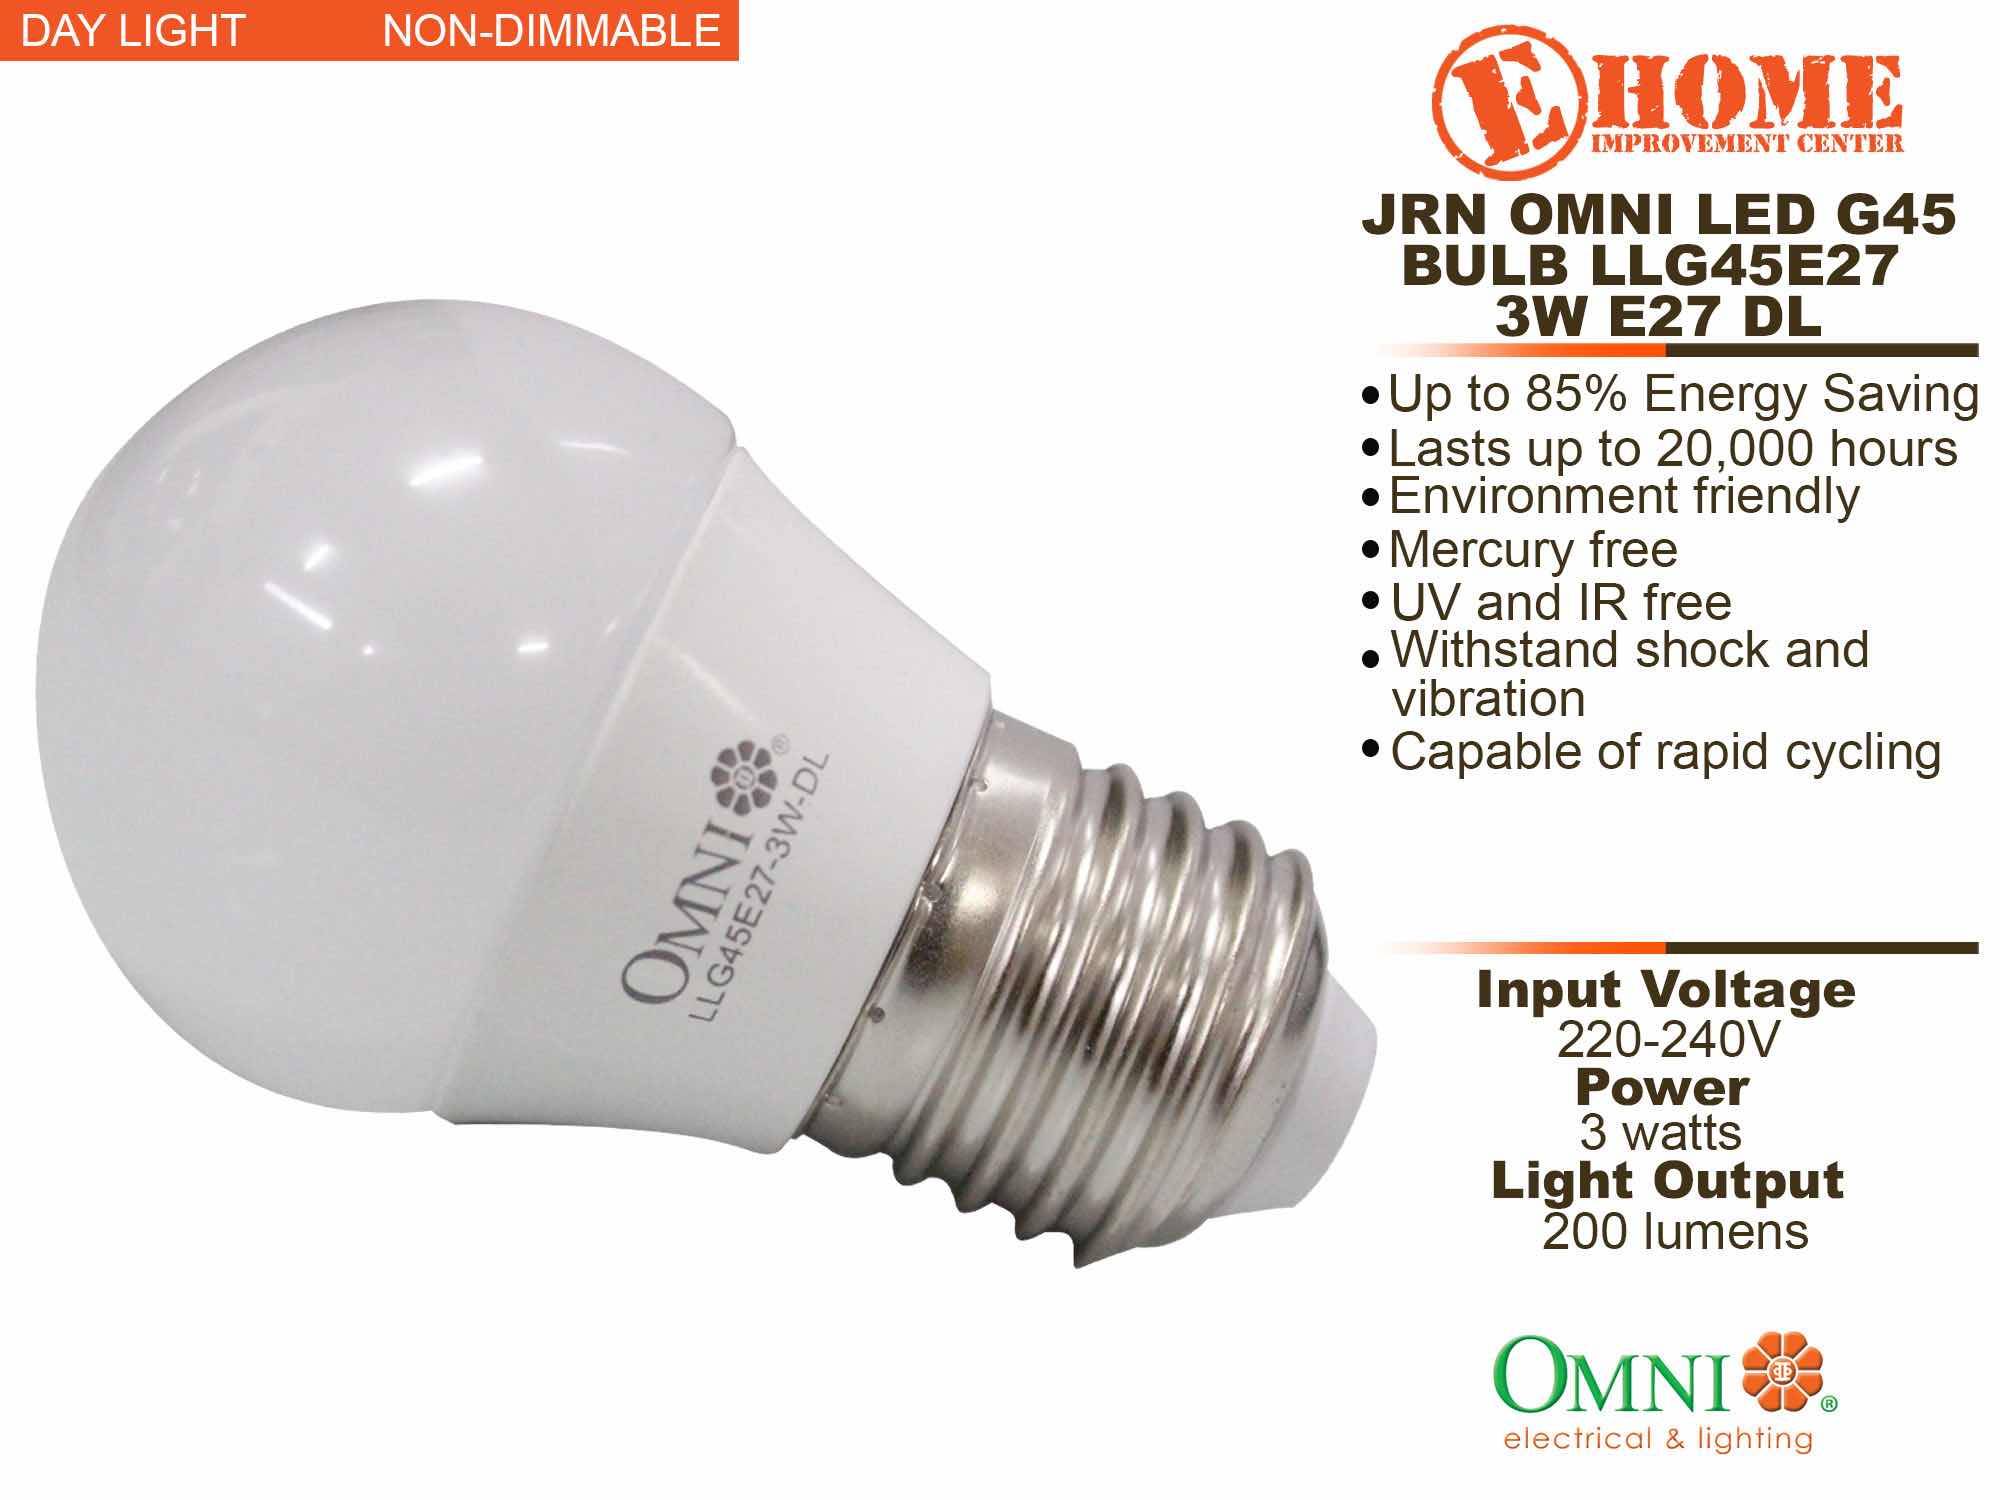 DAY LIGHT NON-DIMMABLE
E HOME
IMPROVEMENT CENTER
JRN OMNI LED G45
BULB LLG45E27
3W E27 DL
•Up to 85% Energy Saving
•Lasts up to 20,000 hours
•Environment friendly
•Mercury free
•UV and IR free
•Withstand shock and
vibration
•Capable of rapid cycling
OMNI®
LLG45E27-3W-DL
Input Voltage
220-240V
Power
3 watts
Light Output
200 lumens
OMNI®
electrical & lighting